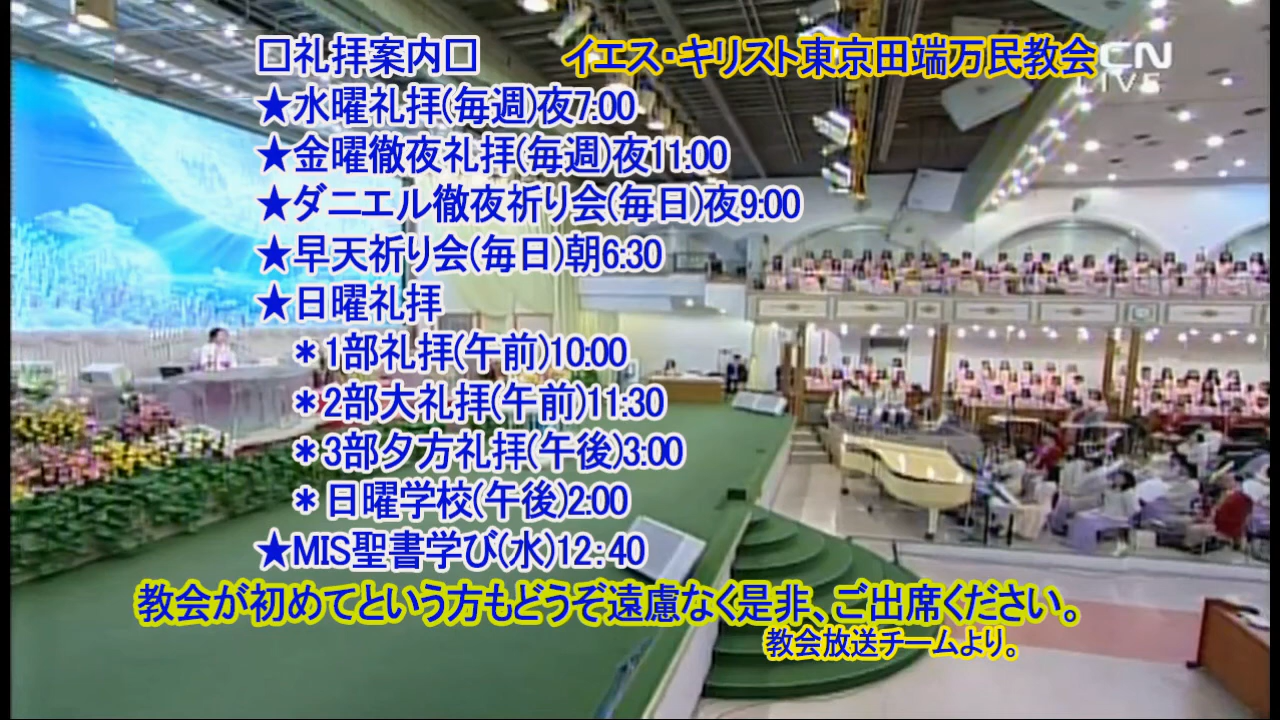 □礼拝案内□ イエス・キリスト東京田端万民教会
CN
LIVE
★水曜礼拝(毎週)夜7:00
★金曜徹夜礼拝(毎週)夜11:00
★ダニエル徹夜祈り会(毎日)夜9:00
★早天祈り会(毎日)朝6:30
★日曜礼拝
*1部礼拝(午前)10:00
*2部大礼拝(午前)11:30
*3部夕方礼拝(午後)3:00
*日曜学校(午後)2:00
★MIS聖書学び(水)12:40
教会が初めてという方もどうぞ遠慮なく是非、ご出席ください。
教会放送チームより。